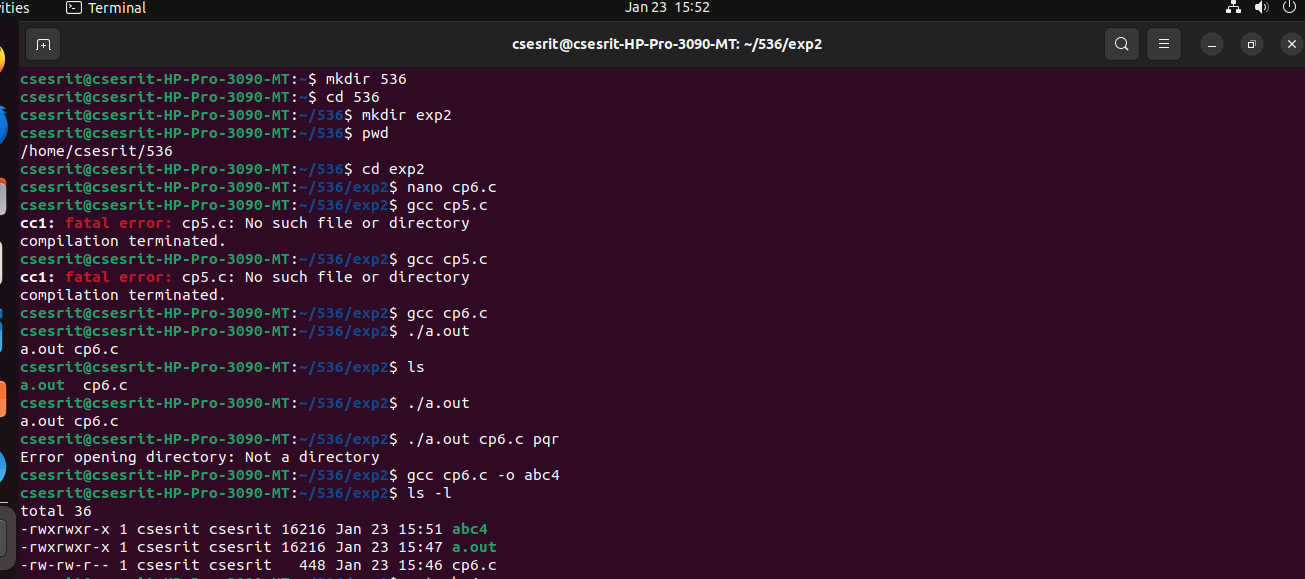 ities Terminal Jan 23 15:52
csesrit@csesrit-HP-Pro-3090-MT: ~/536/exp2
csesrit@csesrit-HP-Pro-3090-MT:~$ mkdir 536
csesrit@csesrit-HP-Pro-3090-MT:~$ cd 536
csesrit@csesrit-HP-Pro-3090-MT:~/536$ mkdir exp2
csesrit@csesrit-HP-Pro-3090-MT:~/536$ pwd
/home/csesrit/536
csesrit@csesrit-HP-Pro-3090-MT:~/536$ cd exp2
csesrit@csesrit-HP-Pro-3090-MT:~/536/exp2$ nano cp6.c
csesrit@csesrit-HP-Pro-3090-MT:~/536/exp2$ gcc cp5.c
cc1: fatal error: cp5.c: No such file or directory
compilation terminated.
csesrit@csesrit-HP-Pro-3090-MT:~/536/exp2$ gcc cp5.c
cc1: fatal error: cp5.c: No such file or directory
compilation terminated.
csesrit@csesrit-HP-Pro-3090-MT:~/536/exp2$ gcc cp6.c
csesrit@csesrit-HP-Pro-3090-MT:~/536/exp2$ ./a.out
a.out cp6.c
csesrit@csesrit-HP-Pro-3090-MT:~/536/exp2$ ls
a.out  cp6.c
csesrit@csesrit-HP-Pro-3090-MT:~/536/exp2$ ./a.out
a.out cp6.c
csesrit@csesrit-HP-Pro-3090-MT:~/536/exp2$ ./a.out cp6.c pqr
Error opening directory: Not a directory
csesrit@csesrit-HP-Pro-3090-MT:~/536/exp2$ gcc cp6.c -o abc4
csesrit@csesrit-HP-Pro-3090-MT:~/536/exp2$ ls -l
total 36
-rwxrwxr-x 1 csesrit csesrit 16216 Jan 23 15:51 abc4
-rwxrwxr-x 1 csesrit csesrit 16216 Jan 23 15:47 a.out
-rw-rw-r-- 1 csesrit csesrit   448 Jan 23 15:46 cp6.c